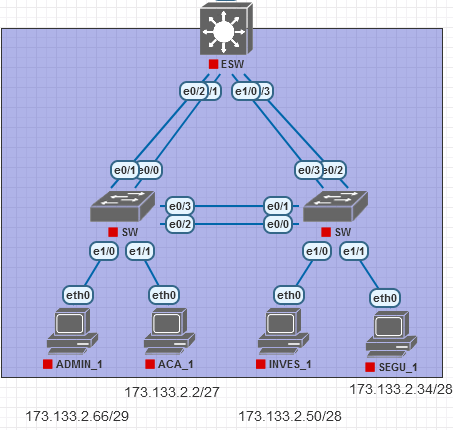 ESW
e0/2 /1 e1/0 /3
e0/1 e0/0 e0/3 e0/2
e0/3 e0/1
e0/2 e0/0
SW SW
e1/0 e1/1 e1/0 e1/1
eth0 eth0 eth0 eth0
ADMIN_1 ACA_1 INVES_1 SEGU_1
173.133.2.2/27 173.133.2.34/28
173.133.2.66/29 173.133.2.50/28